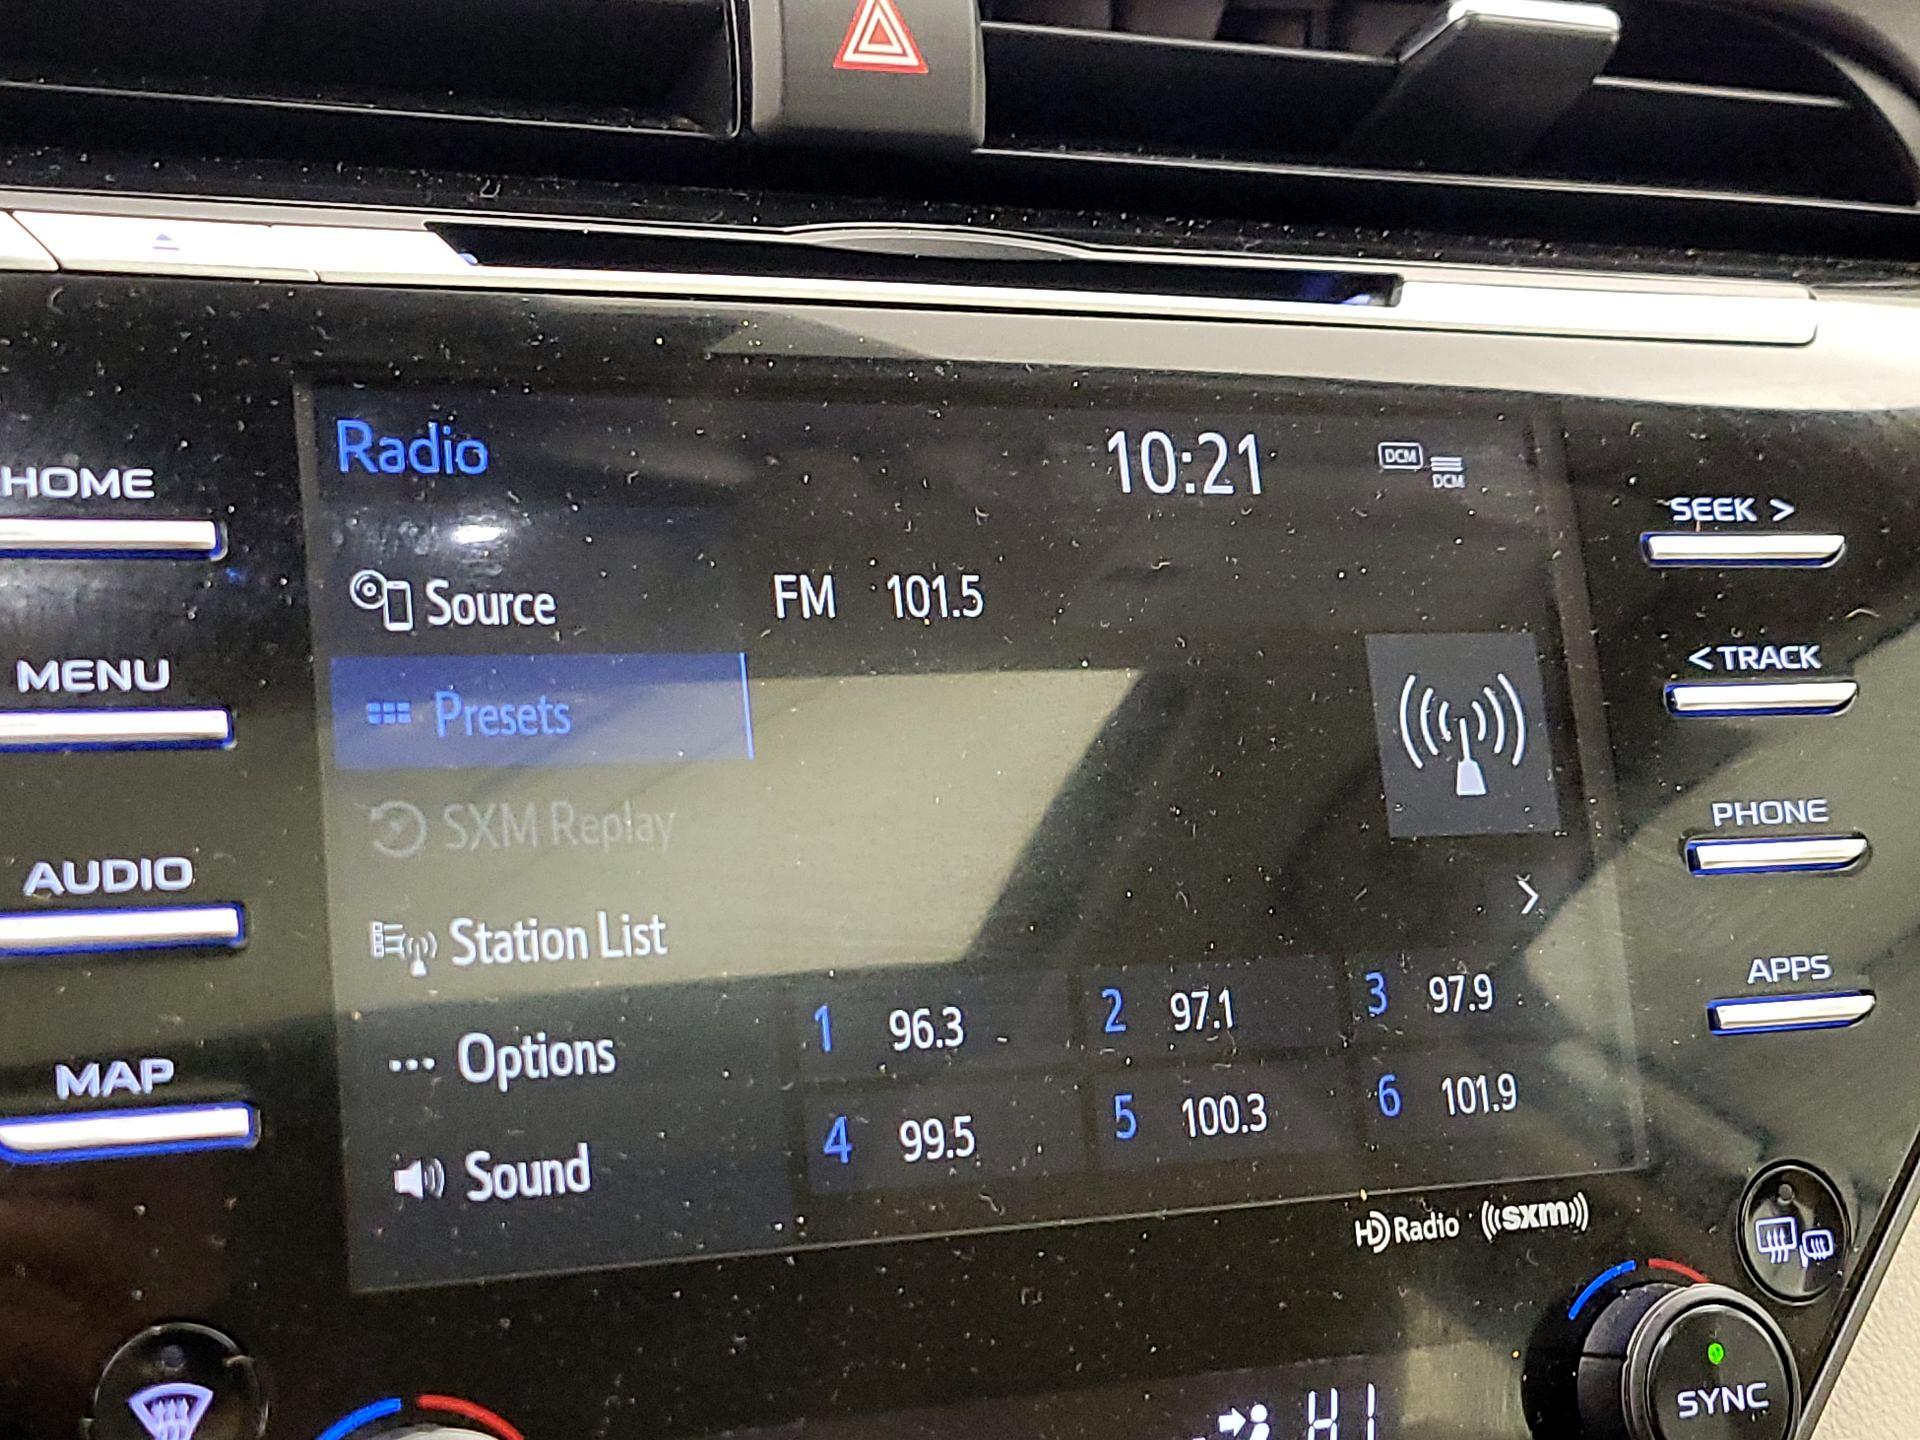 HOME
MENU
AUDIO
MAP
Radio
10:21
DCM
DCM
Source
FM 101.5
Presets
SXM Replay
Station List
Options
Sound
1 96.3
2 97.1
3 97.9
4 99.5
5 100.3
6 101.9
HD Radio
sxm
SEEK >
< TRACK
PHONE
APPS
HI
SYNC